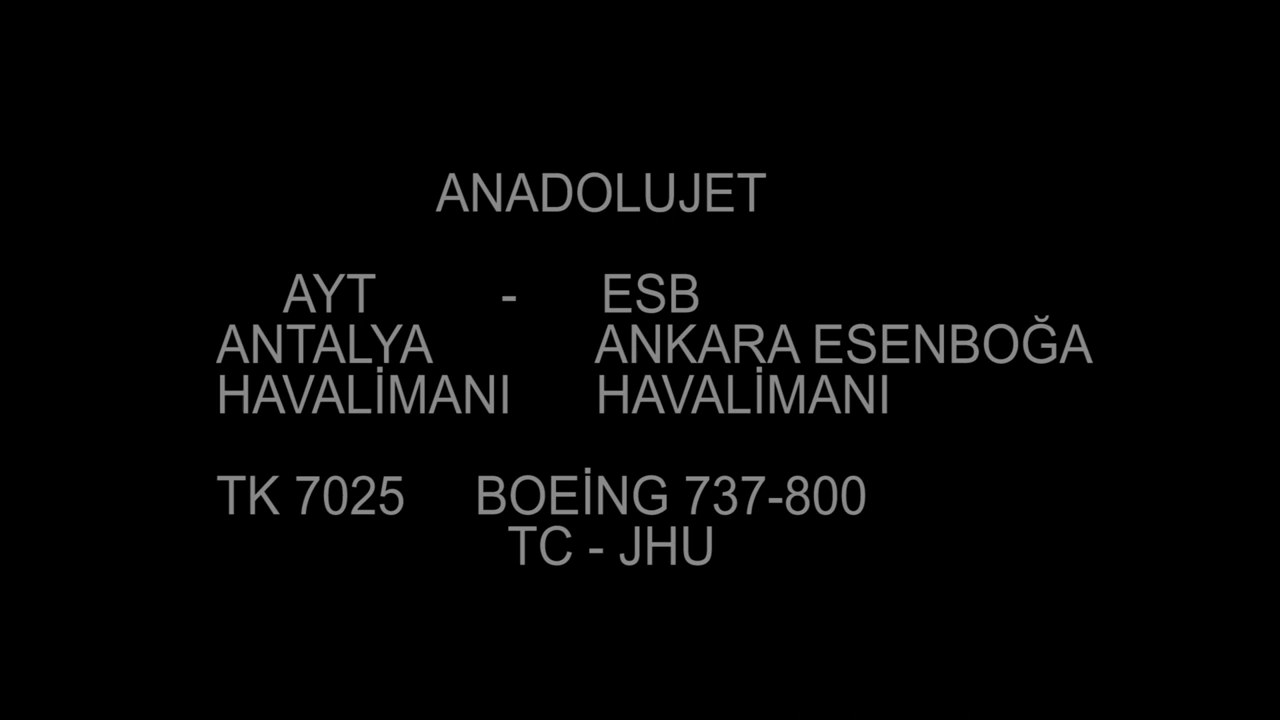 ANADOLUJET
AYT - ESB
ANTALYA ANKARA ESENBOĞA
HAVALİMANI HAVALİMANI
TK 7025 BOEİNG 737-800
TC - JHU